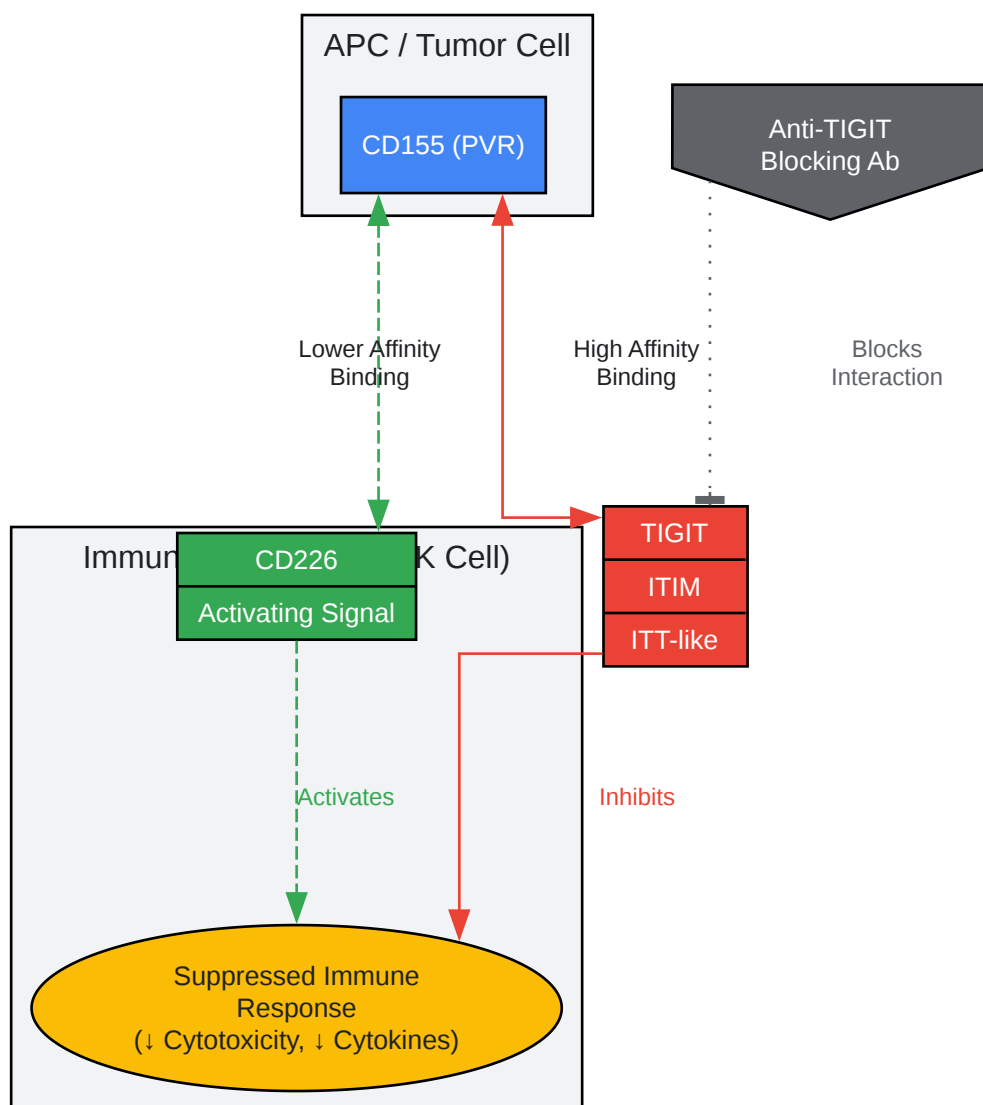 APC / Tumor Cell
CD155 (PVR)
Anti-TIGIT
Blocking Ab
Lower Affinity
Binding
High Affinity
Binding
Blocks
Interaction
TIGIT
ITIM
ITT-like
Cell)
CD226
Activating Signal
Activates
Inhibits
Suppressed Immune
Response
(↓ Cytotoxicity, ↓ Cytokines)